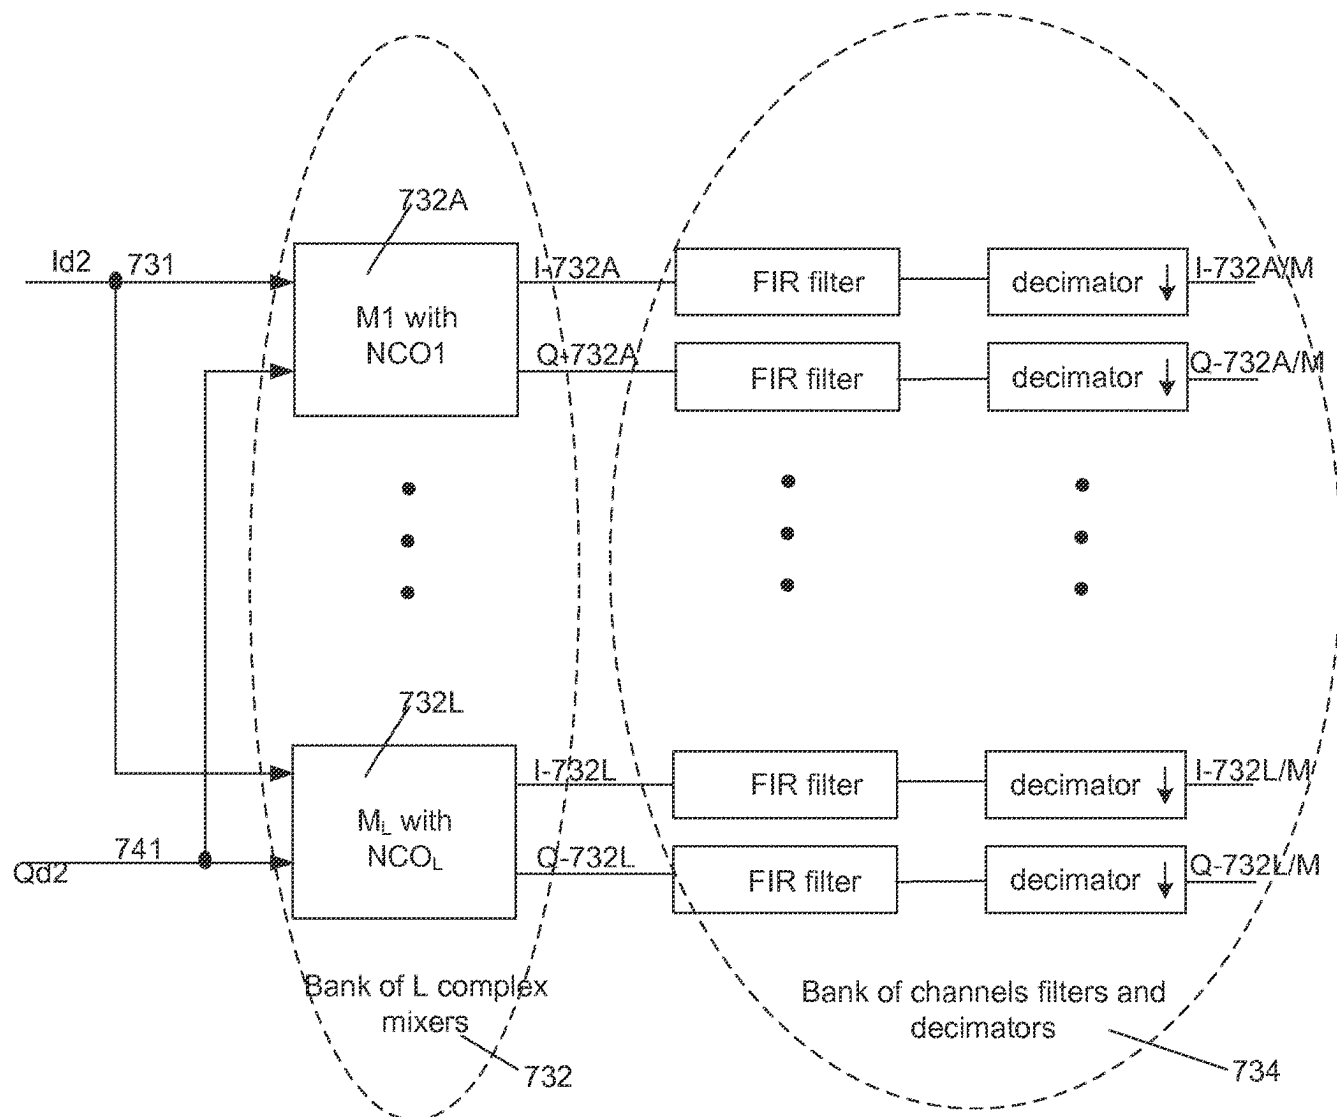 732A
Id2
731
I-732A
I-732A/M
M1 with
NCO1
FIR filter
decimator ↓
Q-732A
Q-732A/M
FIR filter
decimator ↓
732L
I-732L
I-732L/M
M_L with
NCO_L
FIR filter
decimator ↓
741
Qd2
Q-732L
Q-732L/M
FIR filter
decimator ↓
Bank of L complex
mixers
732
Bank of channels filters and
decimators
734